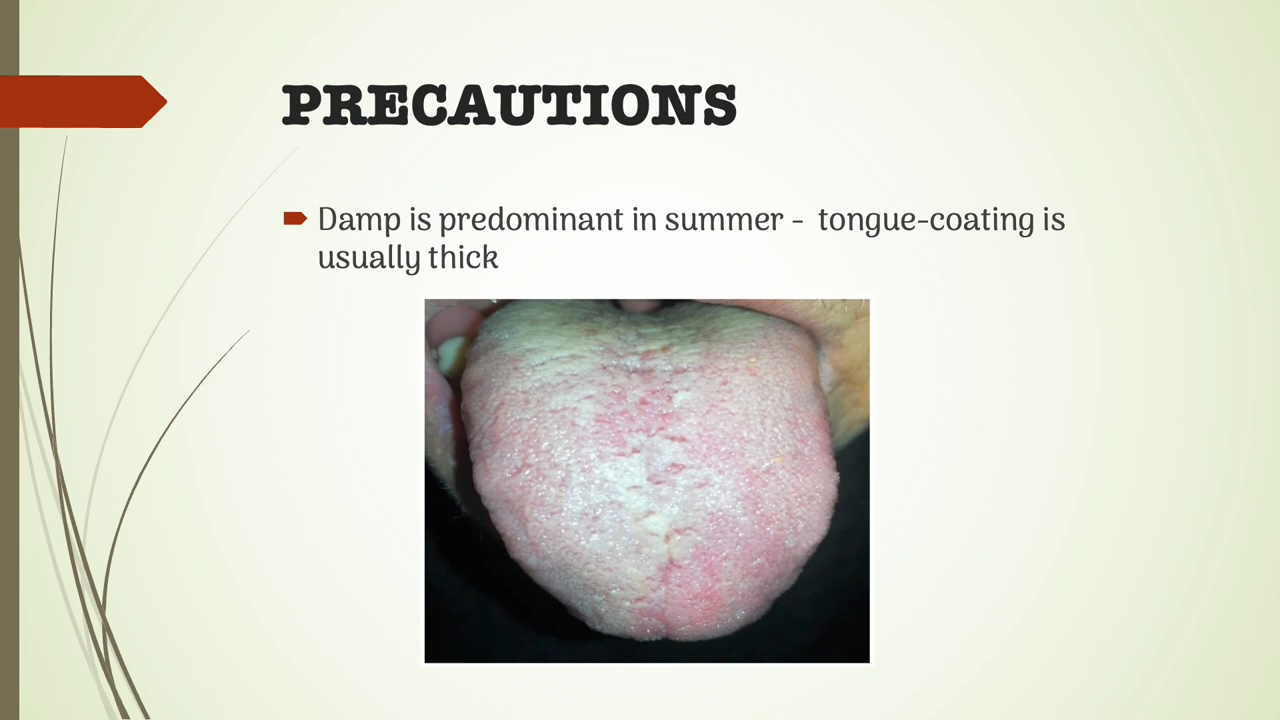 PRECAUTIONS
Damp is predominant in summer -  tongue-coating is
usually thick